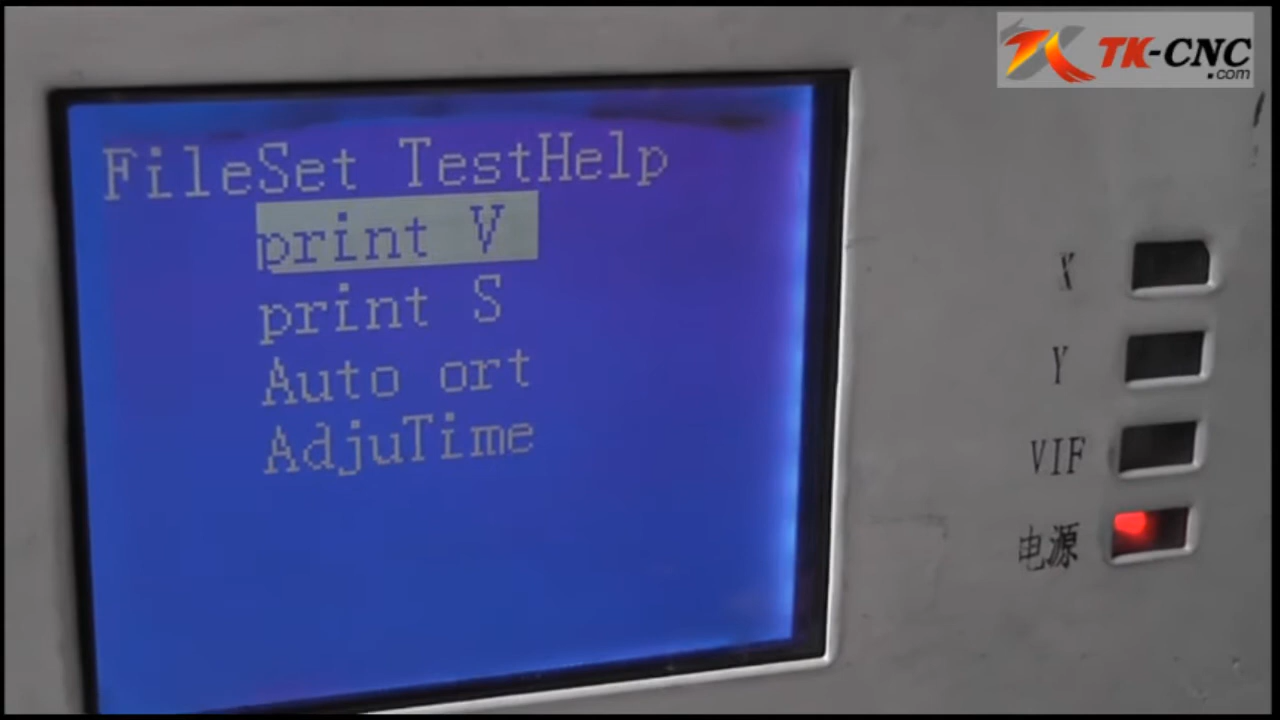 TK-CNC
.com
FileSet TestHelp
print V
print S
Auto ort
AdjuTime
X
Y
VIF
电源